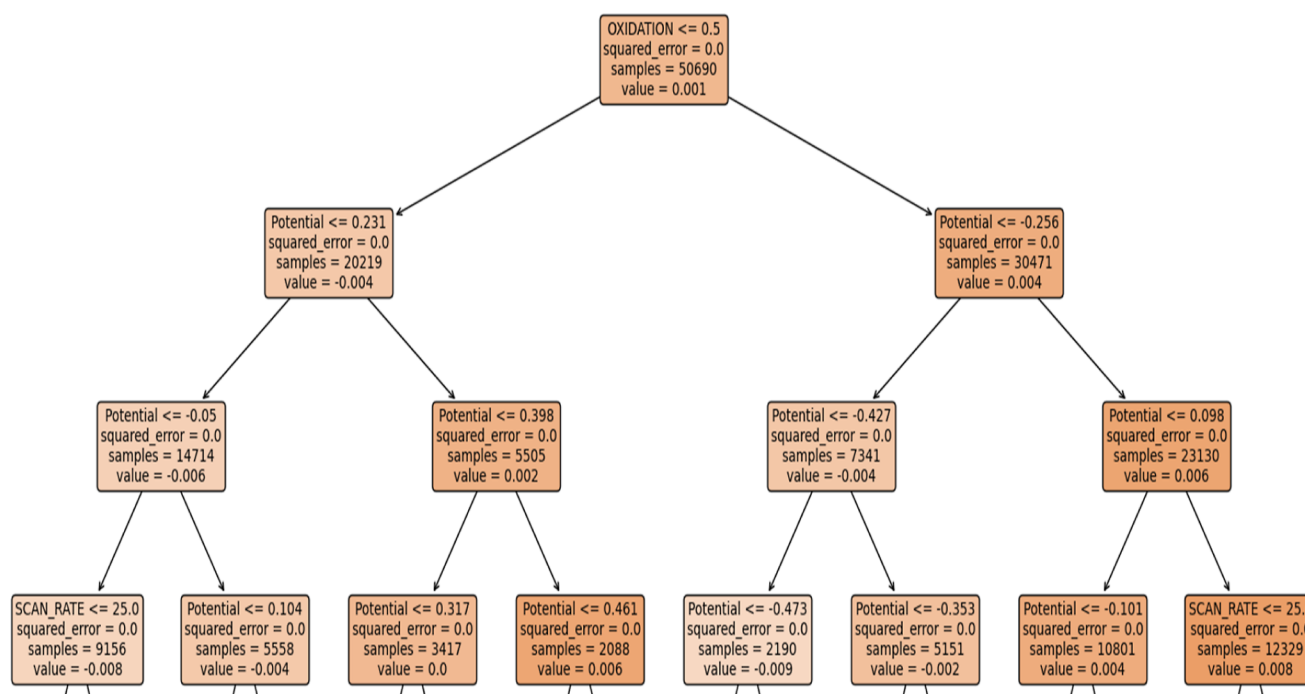 OXIDATION <= 0.5
squared_error = 0.0
samples = 50690
value = 0.001
Potential <= 0.231
squared_error = 0.0
samples = 20219
value = -0.004
Potential <= -0.256
squared_error = 0.0
samples = 30471
value = 0.004
Potential <= -0.05
squared_error = 0.0
samples = 14714
value = -0.006
Potential <= 0.398
squared_error = 0.0
samples = 5505
value = 0.002
Potential <= -0.427
squared_error = 0.0
samples = 7341
value = -0.004
Potential <= 0.098
squared_error = 0.0
samples = 23130
value = 0.006
SCAN_RATE <= 25.0
squared_error = 0.0
samples = 9156
value = -0.008
Potential <= 0.104
squared_error = 0.0
samples = 5558
value = -0.004
Potential <= 0.317
squared_error = 0.0
samples = 3417
value = 0.0
Potential <= 0.461
squared_error = 0.0
samples = 2088
value = 0.006
Potential <= -0.473
squared_error = 0.0
samples = 2190
value = -0.009
Potential <= -0.353
squared_error = 0.0
samples = 5151
value = -0.002
Potential <= -0.101
squared_error = 0.0
samples = 10801
value = 0.004
SCAN_RATE <= 25.
squared_error = 0.
samples = 12329
value = 0.008